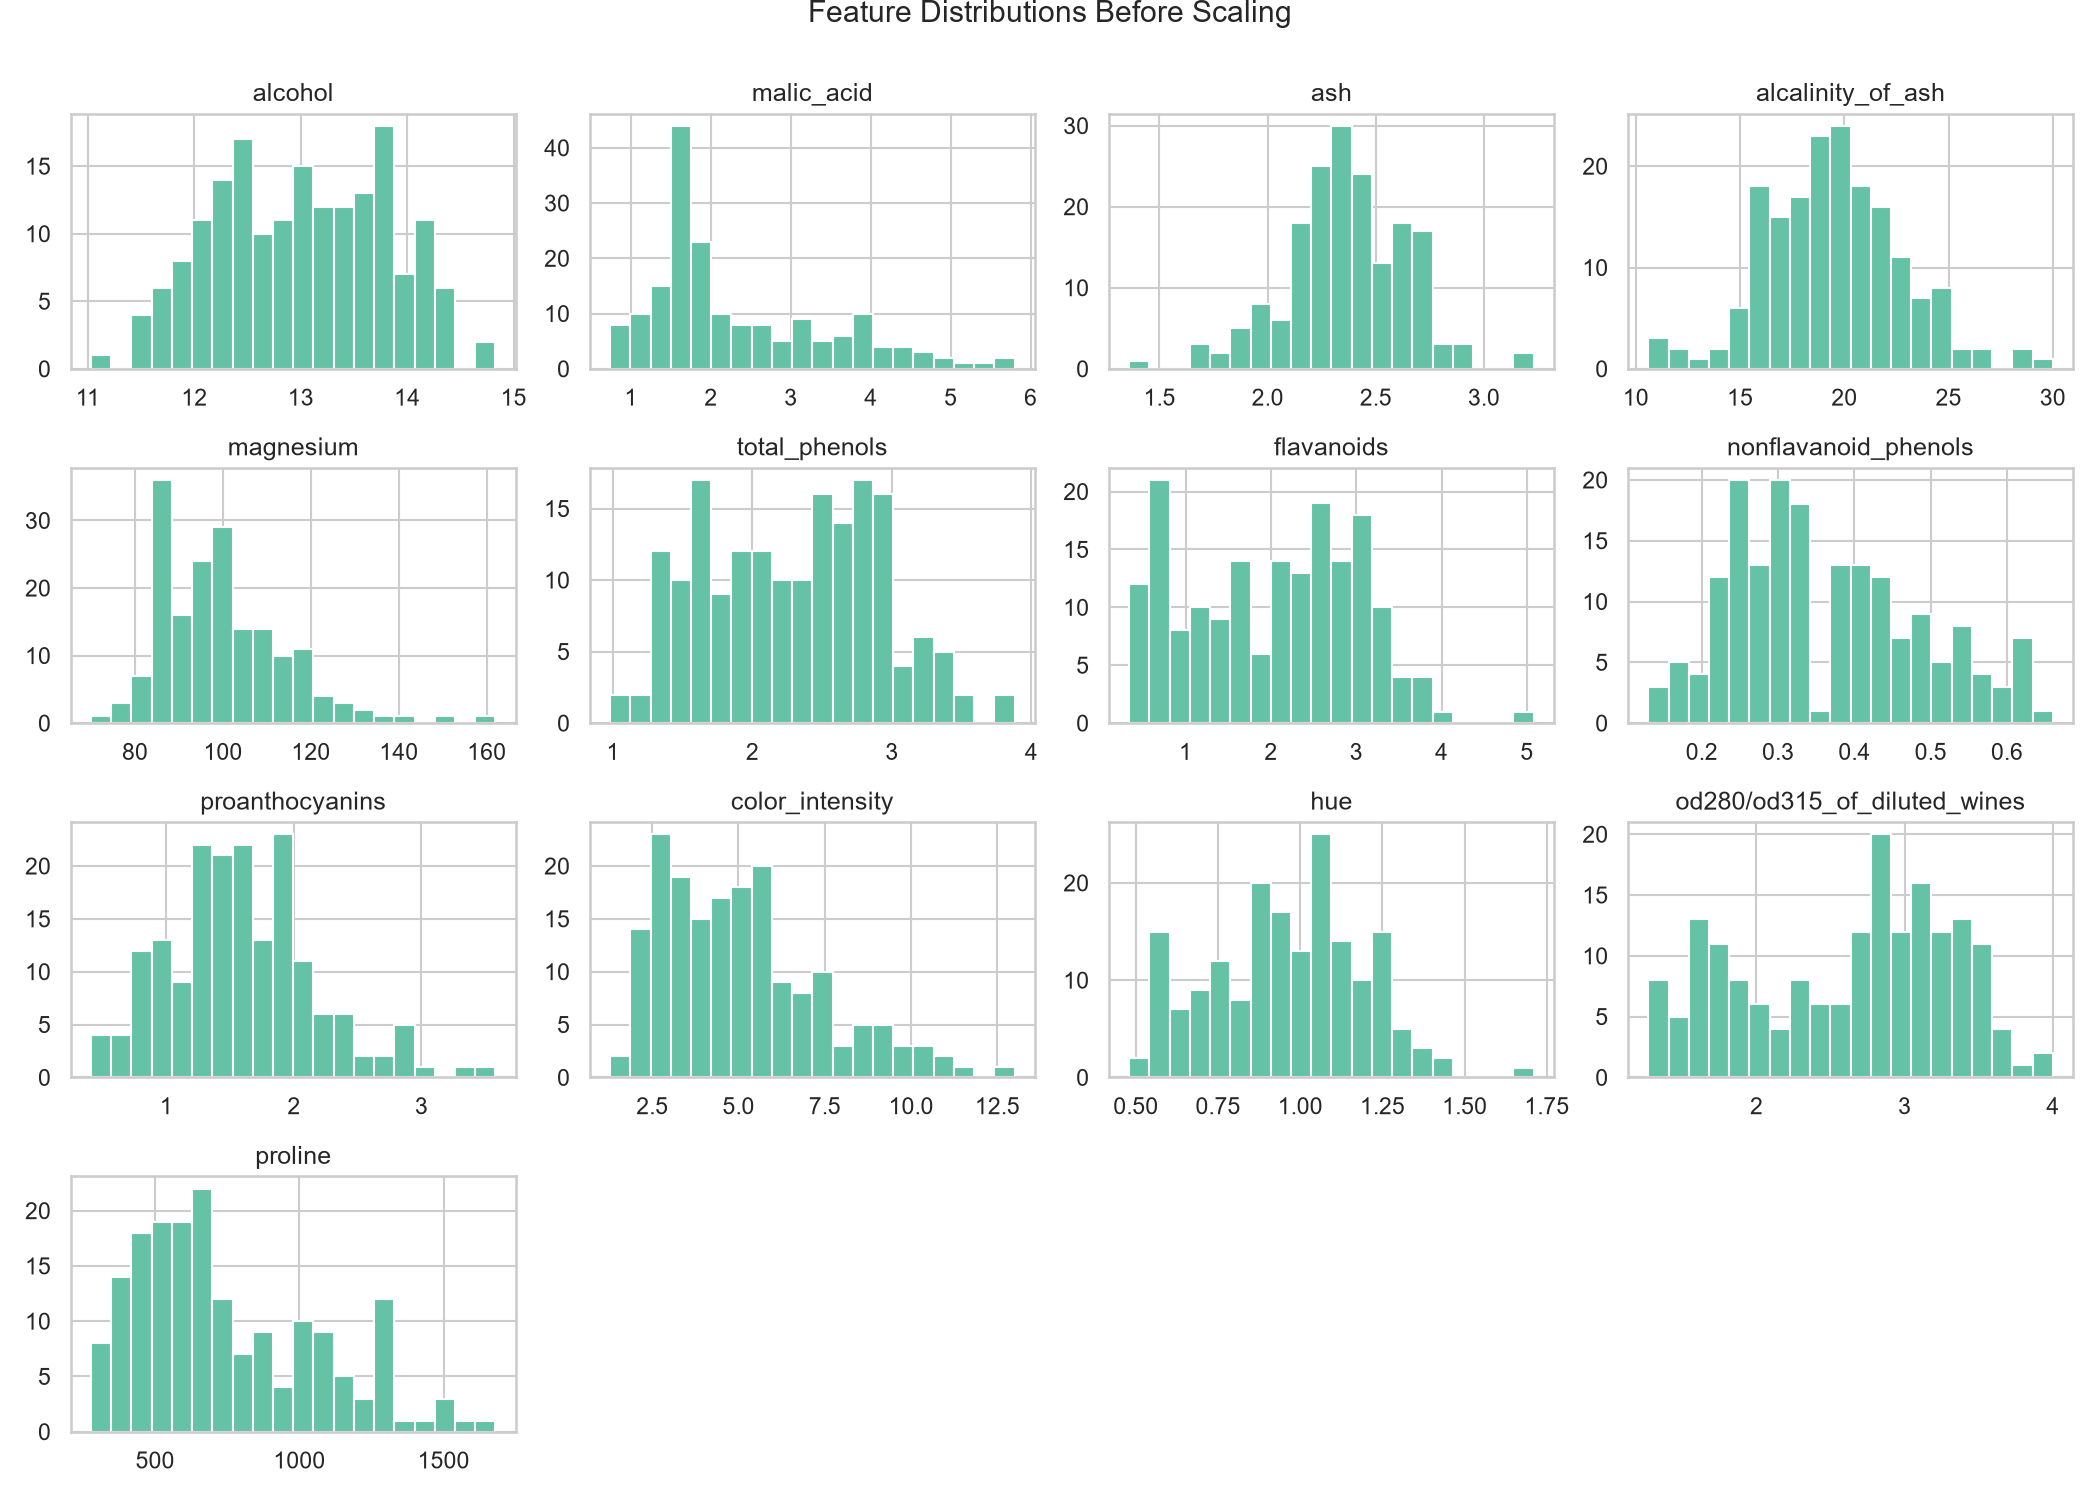 Feature Distributions Before Scaling
alcohol malic_acid ash alcalinity_of_ash
15 10 5 0
11 12 13 14 15
40 30 20 10 0
1 2 3 4 5 6
30 20 10 0
1.5 2.0 2.5 3.0
20 10 0
10 15 20 25 30
magnesium total_phenols flavanoids nonflavanoid_phenols
30 20 10 0
80 100 120 140 160
15 10 5 0
1 2 3 4
20 15 10 5 0
1 2 3 4 5
20 15 10 5 0
0.2 0.3 0.4 0.5 0.6
proanthocyanins color_intensity hue od280/od315_of_diluted_wines
20 15 10 5 0
1 2 3
20 15 10 5 0
2.5 5.0 7.5 10.0 12.5
20 10 0
0.50 0.75 1.00 1.25 1.50 1.75
20 15 10 5 0
2 3 4
proline
20 15 10 5 0
500 1000 1500